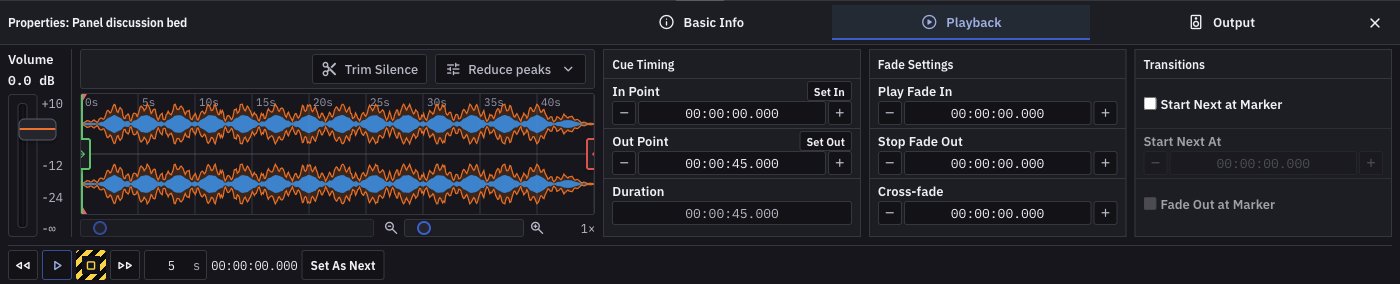 Properties: Panel discussion bed
Basic Info
Playback
Output
Volume
0.0 dB
+10
-12
-24
-∞
Trim Silence
Reduce peaks
0s 5s 10s 15s 20s 25s 30s 35s 40s
1×
Cue Timing
In Point
Set In
00:00:00.000
Out Point
Set Out
00:00:45.000
Duration
00:00:45.000
Fade Settings
Play Fade In
00:00:00.000
Stop Fade Out
00:00:00.000
Cross-fade
00:00:00.000
Transitions
Start Next at Marker
Start Next At
00:00:00.000
Fade Out at Marker
5 s
00:00:00.000
Set As Next